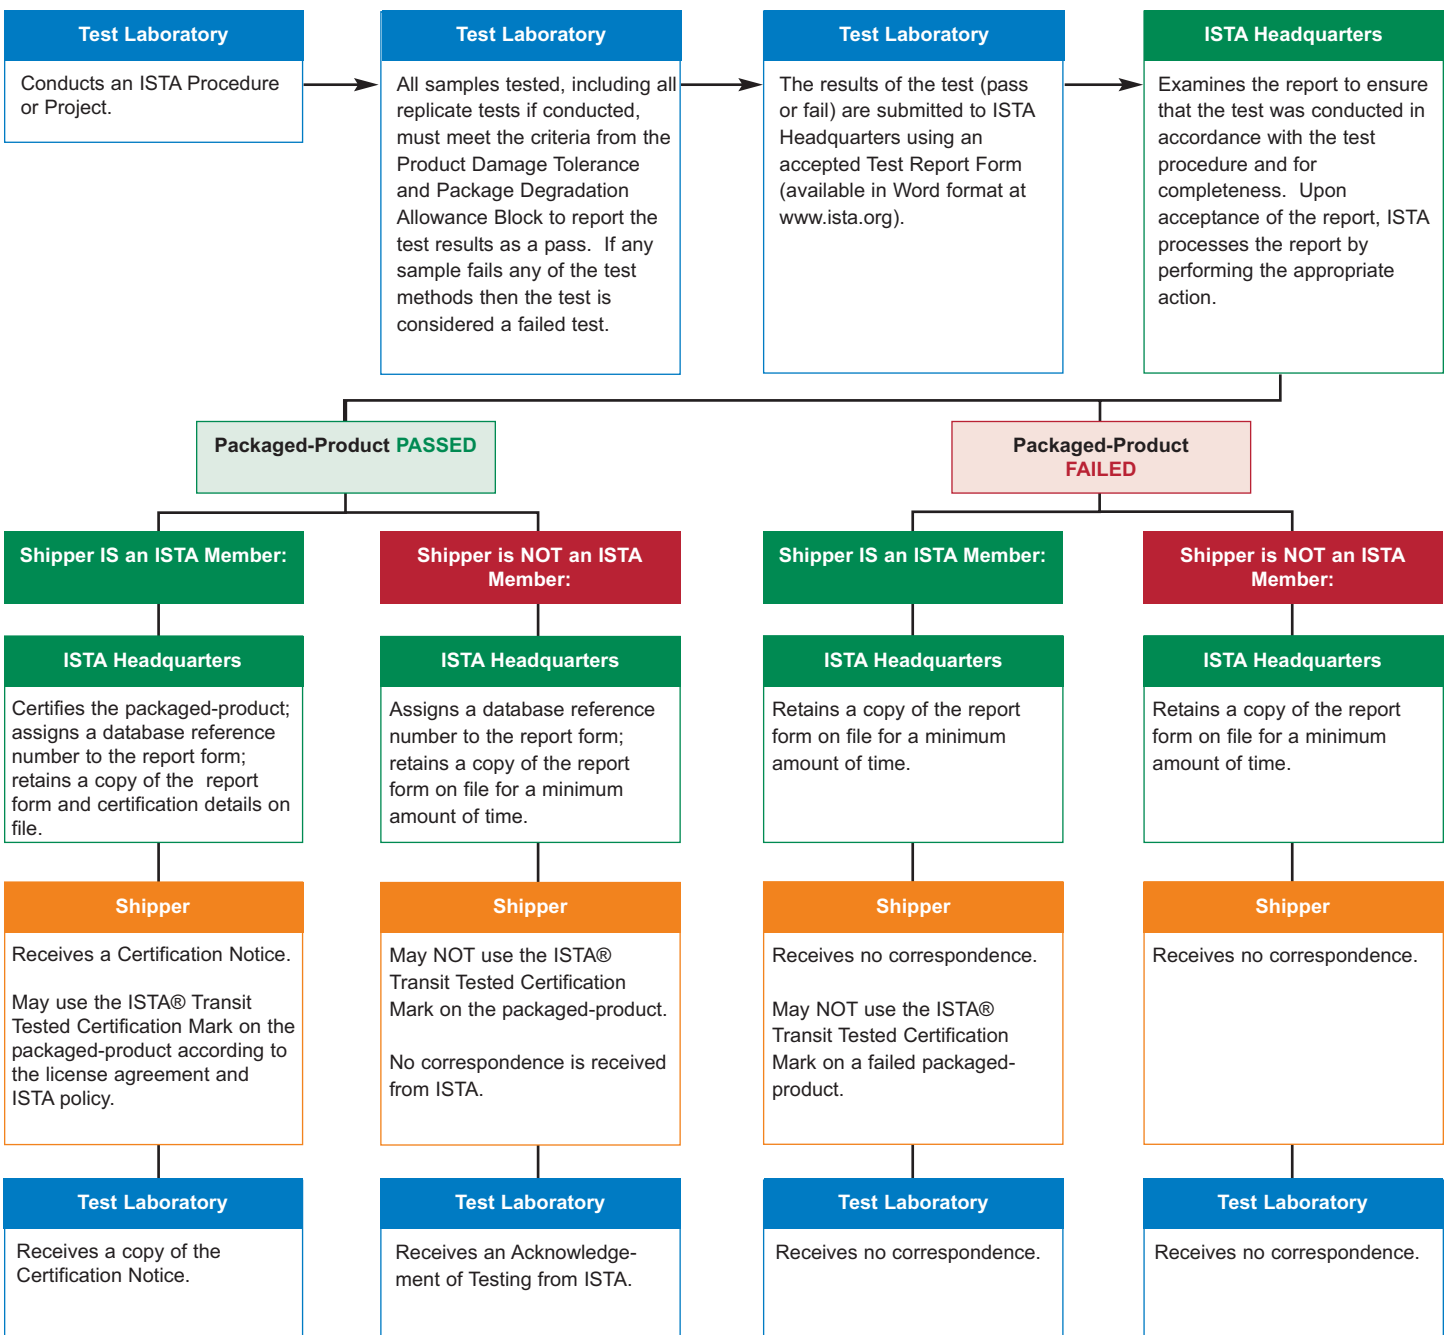 Test Laboratory
Conducts an ISTA Procedure
or Project.
Test Laboratory
All samples tested, including all
replicate tests if conducted,
must meet the criteria from the
Product Damage Tolerance
and Package Degradation
Allowance Block to report the
test results as a pass.  If any
sample fails any of the test
methods then the test is
considered a failed test.
Test Laboratory
The results of the test (pass
or fail) are submitted to ISTA
Headquarters using an
accepted Test Report Form
(available in Word format at
www.ista.org).
ISTA Headquarters
Examines the report to ensure
that the test was conducted in
accordance with the test
procedure and for
completeness.  Upon
acceptance of the report, ISTA
processes the report by
performing the appropriate
action.
Packaged-Product PASSED
Packaged-Product
FAILED
Shipper IS an ISTA Member:
Shipper is NOT an ISTA
Member:
Shipper IS an ISTA Member:
Shipper is NOT an ISTA
Member:
ISTA Headquarters
Certifies the packaged-product;
assigns a database reference
number to the report form;
retains a copy of the  report
form and certification details on
file.
ISTA Headquarters
Assigns a database reference
number to the report form;
retains a copy of the report
form on file for a minimum
amount of time.
ISTA Headquarters
Retains a copy of the report
form on file for a minimum
amount of time.
ISTA Headquarters
Retains a copy of the report
form on file for a minimum
amount of time.
Shipper
Receives a Certification Notice.
May use the ISTA® Transit
Tested Certification Mark on the
packaged-product according to
the license agreement and
ISTA policy.
Shipper
May NOT use the ISTA®
Transit Tested Certification
Mark on the packaged-product.
No correspondence is received
from ISTA.
Shipper
Receives no correspondence.
May NOT use the ISTA®
Transit Tested Certification
Mark on a failed packaged-
product.
Shipper
Receives no correspondence.
Test Laboratory
Receives a copy of the
Certification Notice.
Test Laboratory
Receives an Acknowledge-
ment of Testing from ISTA.
Test Laboratory
Receives no correspondence.
Test Laboratory
Receives no correspondence.